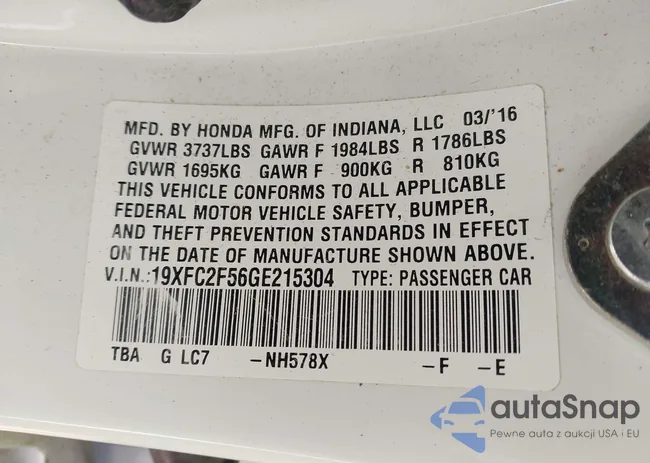 MFD. BY HONDA MFG. OF INDIANA, LLC 03/'16
GVWR 3737LBS GAWR F 1984LBS R 1786LBS
GVWR 1695KG GAWR F 900KG R 810KG
THIS VEHICLE CONFORMS TO ALL APPLICABLE
FEDERAL MOTOR VEHICLE SAFETY, BUMPER,
AND THEFT PREVENTION STANDARDS IN EFFECT
ON THE DATE OF MANUFACTURE SHOWN ABOVE.
V.I.N.:19XFC2F56GE215304 TYPE: PASSENGER CAR
TBA G LC7 -NH578X -F -E
autaSnap
Pewne auta z aukcji USA i EU